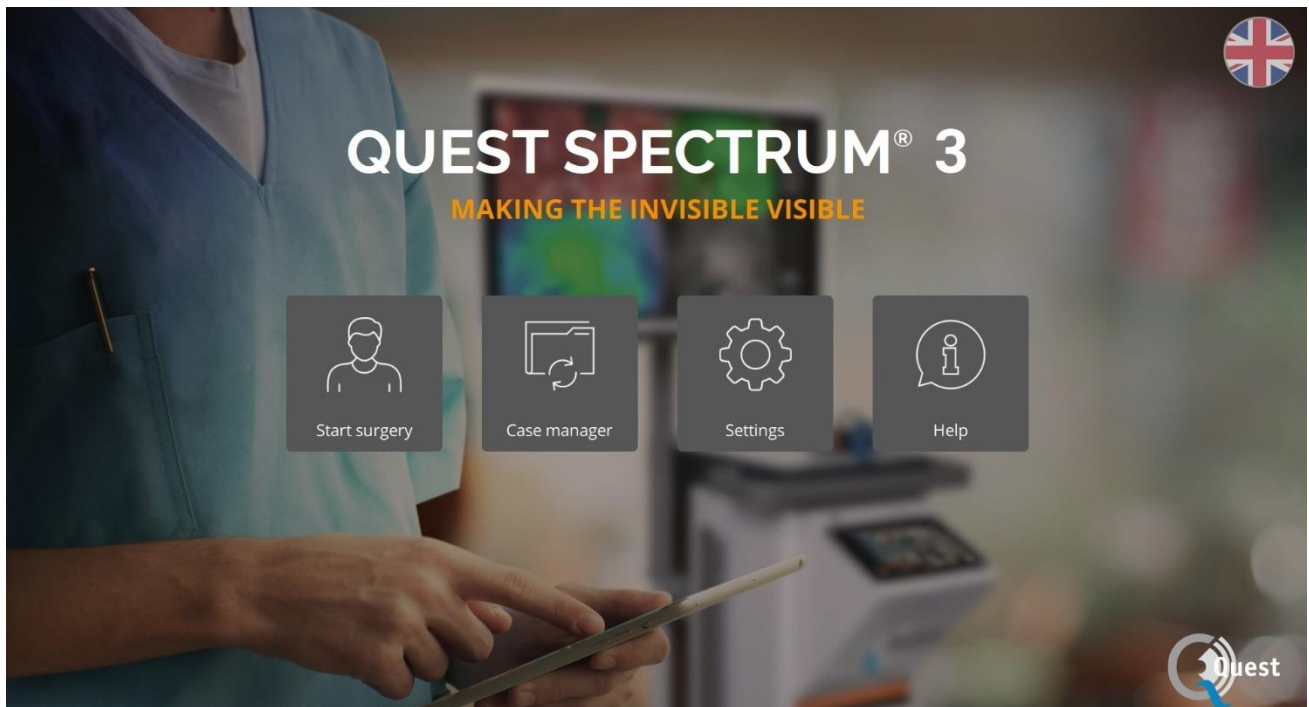 QUEST SPECTRUM® 3
MAKING THE INVISIBLE VISIBLE
Start surgery
Case manager
Settings
Help
Quest